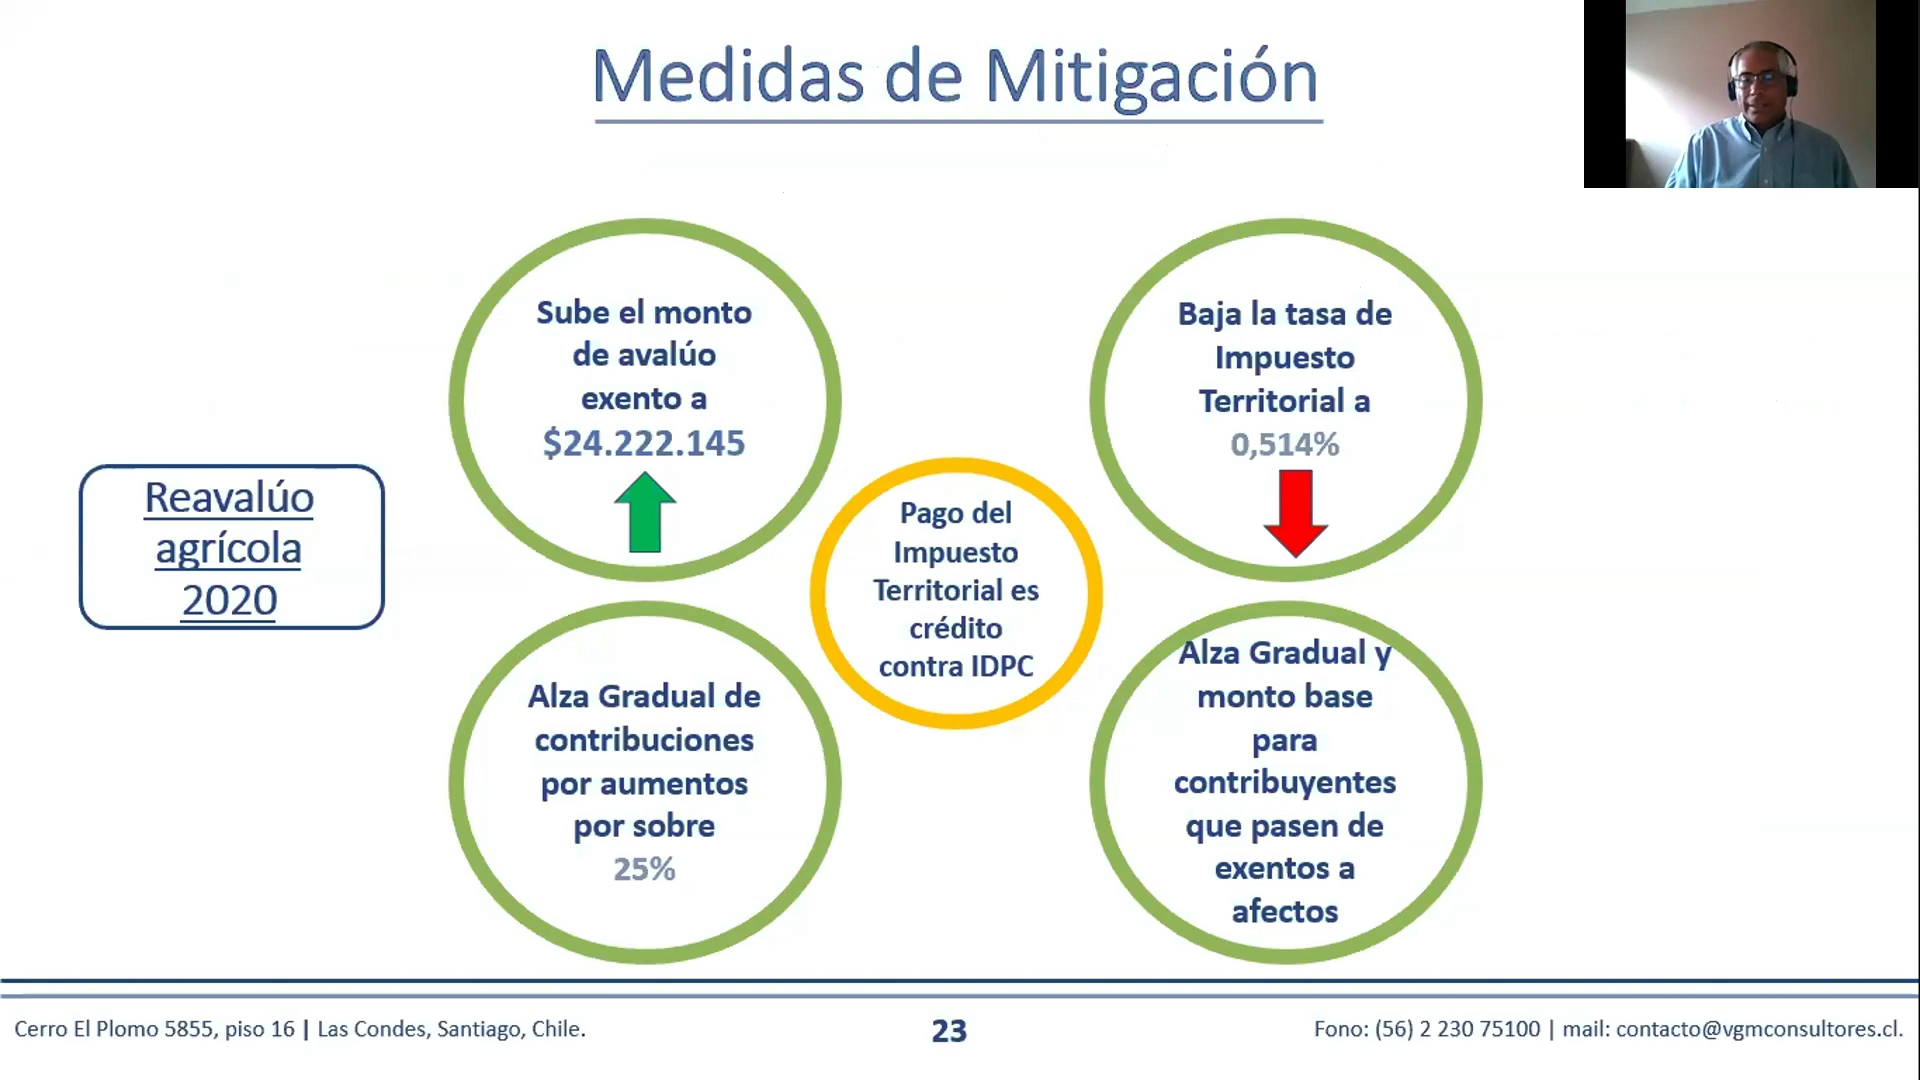 Medidas de Mitigación
Reavalúo
agrícola
2020
Sube el monto
de avalúo
exento a
$24.222.145
Baja la tasa de
Impuesto
Territorial a
0,514%
Pago del
Impuesto
Territorial es
crédito
contra IDPC
Alza Gradual de
contribuciones
por aumentos
por sobre
25%
Alza Gradual y
monto base
para
contribuyentes
que pasen de
exentos a
afectos
Cerro El Plomo 5855, piso 16 | Las Condes, Santiago, Chile.
23
Fono: (56) 2 230 75100 | mail: contacto@vgmconsultores.cl.